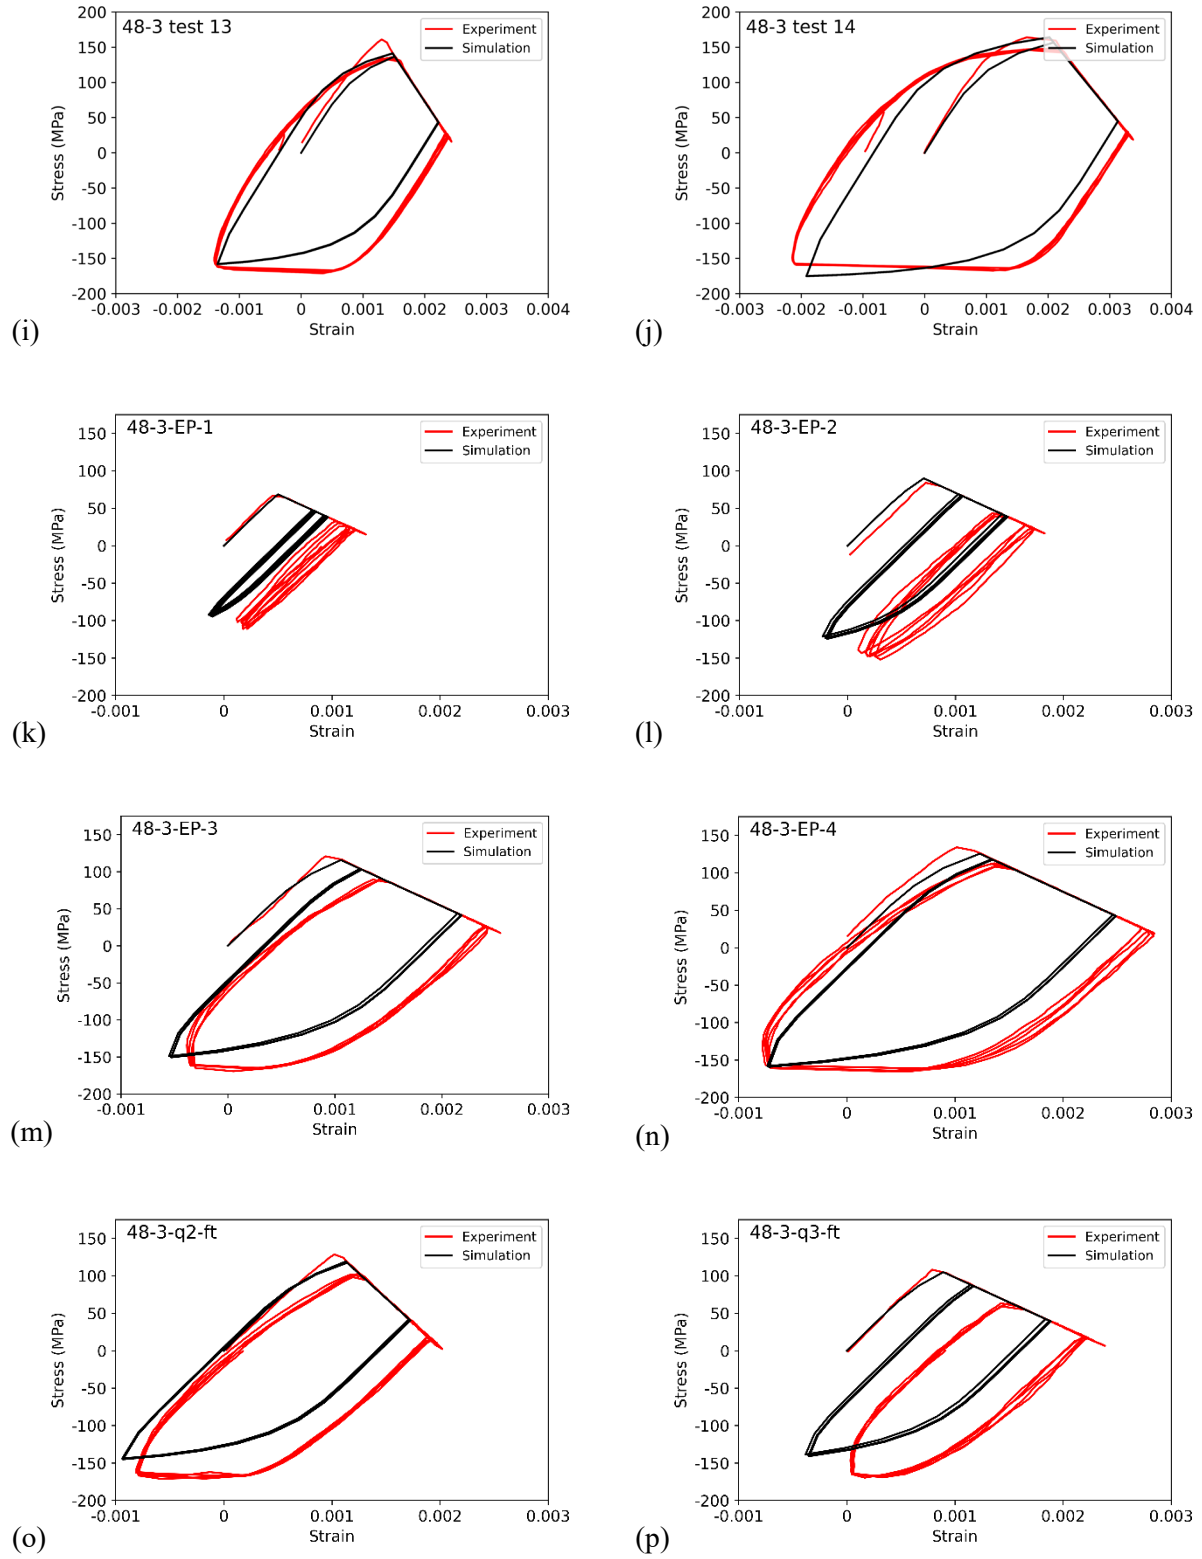 48-3 test 13
Experiment
Simulation
Stress (MPa)
200
150
100
50
0
-50
-100
-150
-200
-0.003 -0.002 -0.001 0 0.001 0.002 0.003 0.004
Strain
(i)
48-3 test 14
Experiment
Simulation
Stress (MPa)
200
150
100
50
0
-50
-100
-150
-200
-0.003 -0.002 -0.001 0 0.001 0.002 0.003 0.004
Strain
(j)
48-3-EP-1
Experiment
Simulation
Stress (MPa)
150
100
50
0
-50
-100
-150
-200
-0.001 0 0.001 0.002 0.003
Strain
(k)
48-3-EP-2
Experiment
Simulation
Stress (MPa)
150
100
50
0
-50
-100
-150
-200
-0.001 0 0.001 0.002 0.003
Strain
(l)
48-3-EP-3
Experiment
Simulation
Stress (MPa)
150
100
50
0
-50
-100
-150
-200
-0.001 0 0.001 0.002 0.003
Strain
(m)
48-3-EP-4
Experiment
Simulation
Stress (MPa)
150
100
50
0
-50
-100
-150
-200
-0.001 0 0.001 0.002 0.003
Strain
(n)
48-3-q2-ft
Experiment
Simulation
Stress (MPa)
150
100
50
0
-50
-100
-150
-200
-0.001 0 0.001 0.002 0.003
Strain
(o)
48-3-q3-ft
Experiment
Simulation
Stress (MPa)
150
100
50
0
-50
-100
-150
-200
-0.001 0 0.001 0.002 0.003
Strain
(p)